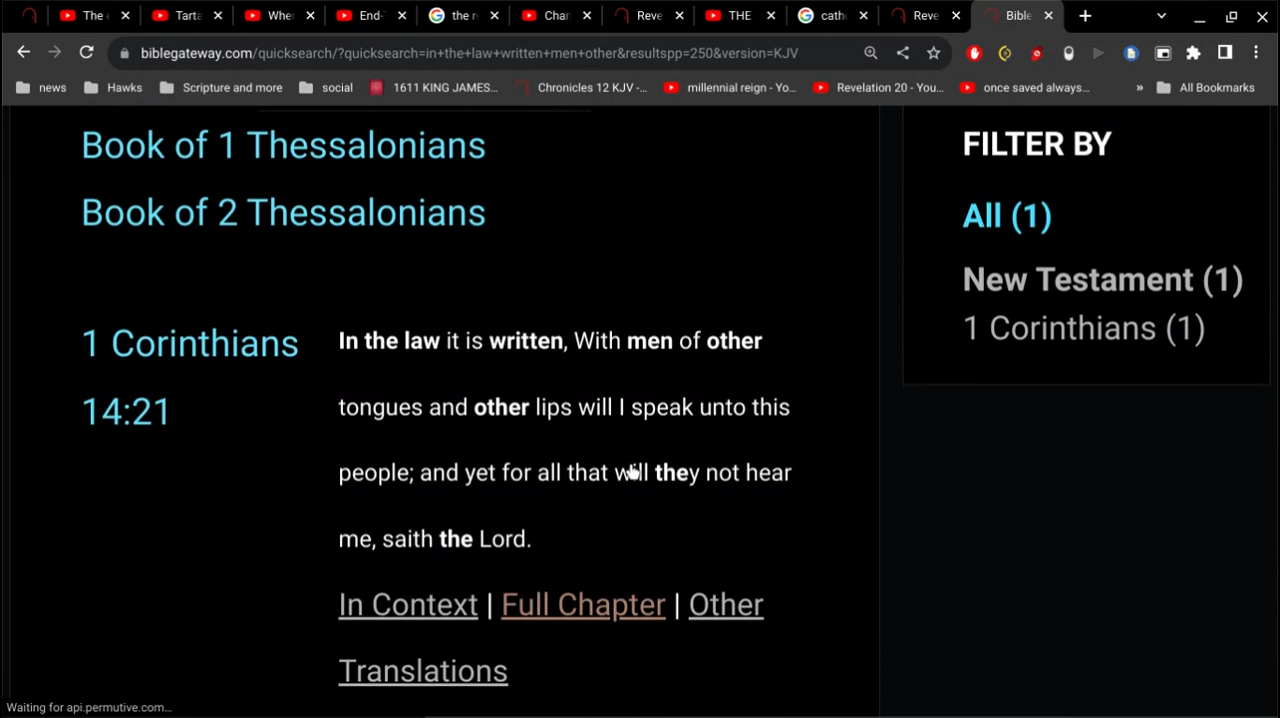 The
Tarta
Whe
End-
the r
Char
Reve
THE
cath
Reve
Bible
biblegateway.com/quicksearch/?quicksearch=in+the+law+written+men+other&resultspp=250&version=KJV
news
Hawks
Scripture and more
social
1611 KING JAMES...
Chronicles 12 KJV -...
millennial reign - Yo...
Revelation 20 - You...
once saved always...
»
All Bookmarks
Book of 1 Thessalonians
Book of 2 Thessalonians
1 Corinthians
14:21
In the law it is written, With men of other
tongues and other lips will I speak unto this
people; and yet for all that will they not hear
me, saith the Lord.
In Context | Full Chapter | Other
Translations
FILTER BY
All (1)
New Testament (1)
1 Corinthians (1)
Waiting for api.permutive.com...